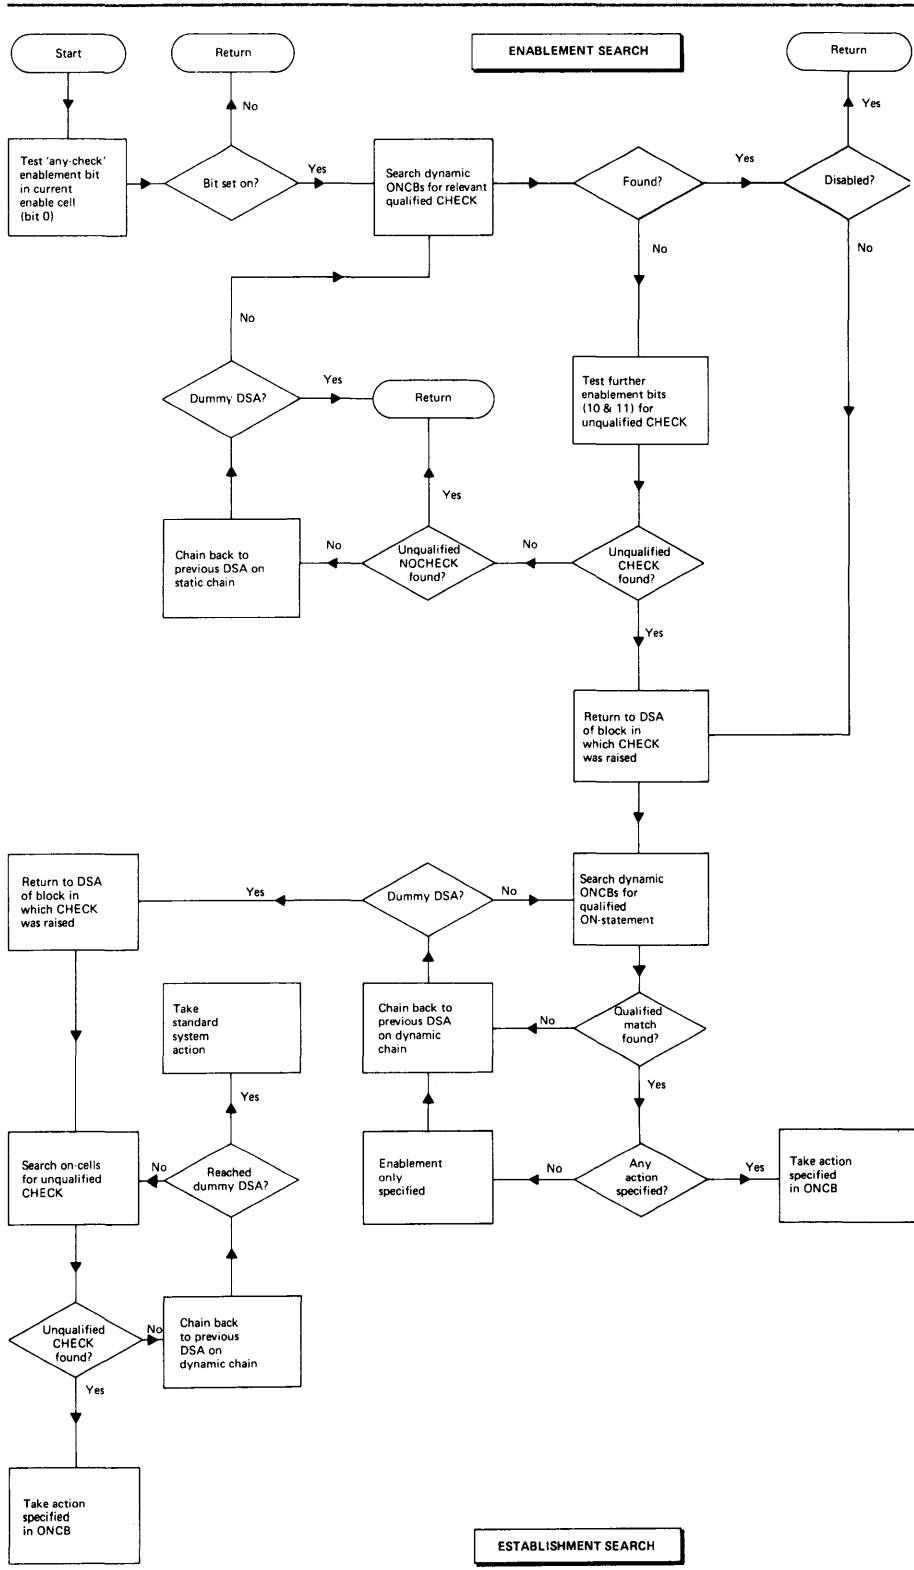 Start
Return
ENABLEMENT SEARCH
Return
No
Yes
Test 'any-check'
enablement bit
in current
enable cell
(bit 0)
Bit set on?
Yes
Search dynamic
ONCBs for relevant
qualified CHECK
Found?
Yes
Disabled?
No
No
No
Dummy DSA?
Yes
Return
Test further
enablement bits
(10 & 11) for
unqualified CHECK
Yes
Chain back to
previous DSA on
static chain
No
Unqualified
NOCHECK
found?
No
Unqualified
CHECK
found?
Yes
Return to DSA
of block in
which CHECK
was raised
Return to DSA
of block in
which CHECK
was raised
Yes
Dummy DSA?
No
Search dynamic
ONCBs for
qualified
ON-statement
Take
standard
system
action
Chain back to
previous DSA
on dynamic
chain
No
Qualified
match
found?
Yes
Yes
Search on-cells
for unqualified
CHECK
No
Reached
dummy DSA?
Enablement
only
specified
No
Any
action
specified?
Yes
Take action
specified
in ONCB
Unqualified
CHECK
found?
No
Chain back
to previous
DSA on
dynamic chain
Yes
Take action
specified
in ONCB
ESTABLISHMENT SEARCH